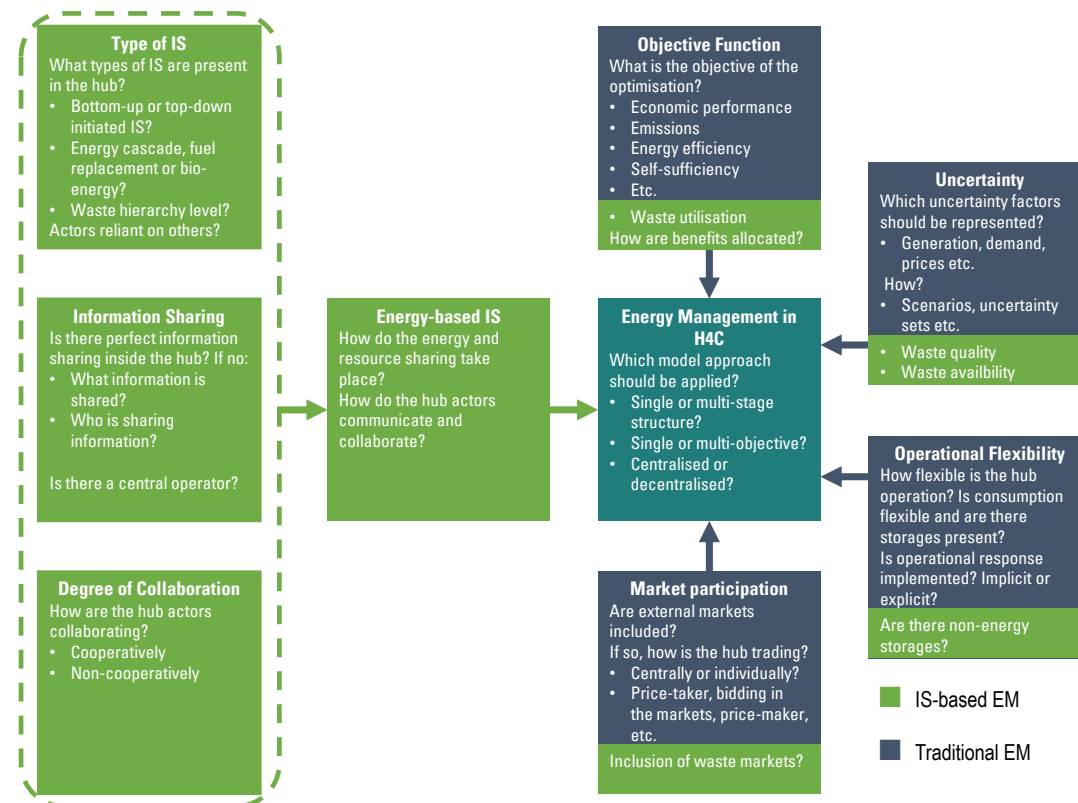 Type of IS
What types of IS are present
in the hub?
• Bottom-up or top-down
initiated IS?
• Energy cascade, fuel
replacement or bio-
energy?
• Waste hierarchy level?
Actors reliant on others?
Information Sharing
Is there perfect information
sharing inside the hub? If no:
• What information is
shared?
• Who is sharing
information?
Is there a central operator?
Degree of Collaboration
How are the hub actors
collaborating?
• Cooperatively
• Non-cooperatively
Energy-based IS
How do the energy and
resource sharing take
place?
How do the hub actors
communicate and
collaborate?
Objective Function
What is the objective of the
optimisation?
• Economic performance
• Emissions
• Energy efficiency
• Self-sufficiency
• Etc.
• Waste utilisation
How are benefits allocated?
Energy Management in
H4C
Which model approach
should be applied?
• Single or multi-stage
structure?
• Single or multi-objective?
• Centralised or
decentralised?
Market participation
Are external markets
included?
If so, how is the hub trading?
• Centrally or individually?
• Price-taker, bidding in
the markets, price-maker,
etc.
Inclusion of waste markets?
Uncertainty
Which uncertainty factors
should be represented?
• Generation, demand,
prices etc.
How?
• Scenarios, uncertainty
sets etc.
• Waste quality
• Waste availbility
Operational Flexibility
How flexible is the hub
operation? Is consumption
flexible and are there
storages present?
Is operational response
implemented? Implicit or
explicit?
Are there non-energy
storages?
IS-based EM
Traditional EM